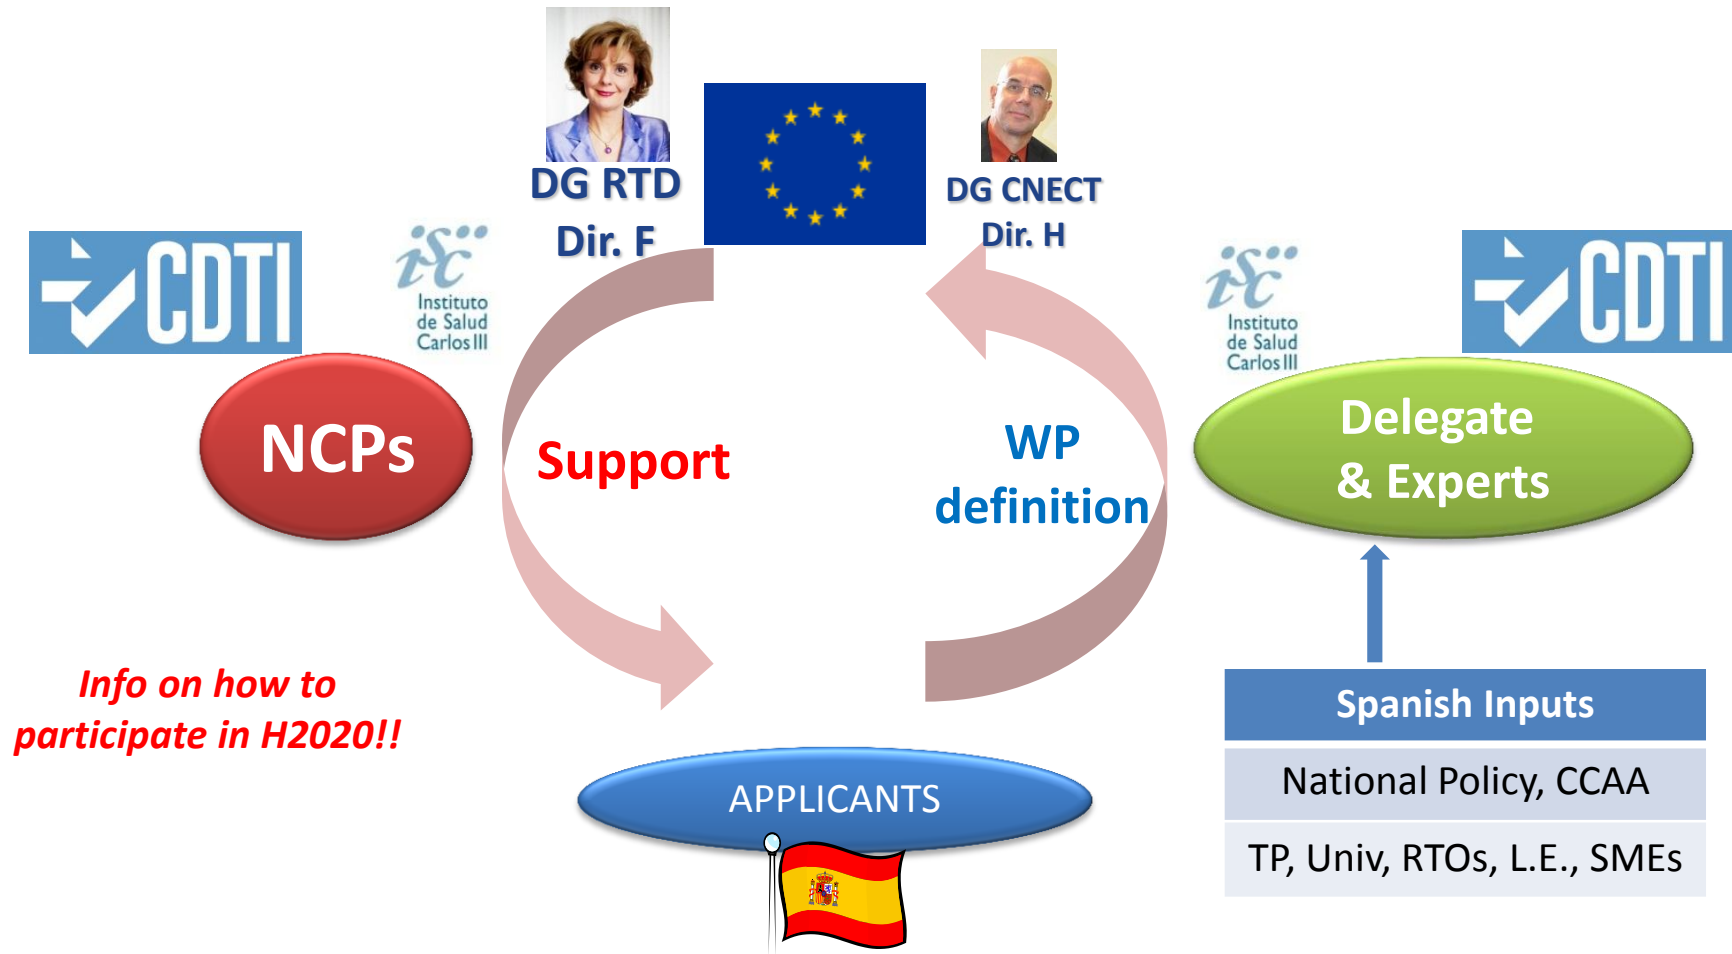 DG RTD
Dir. F
DG CNECT
Dir. H
CDTI
isc
Instituto
de Salud
Carlos III
isc
Instituto
de Salud
Carlos III
CDTI
NCPs
Support
WP
definition
Delegate
& Experts
Info on how to
participate in H2020!!
APPLICANTS
Spanish Inputs
National Policy, CCAA
TP, Univ, RTOs, L.E., SMEs